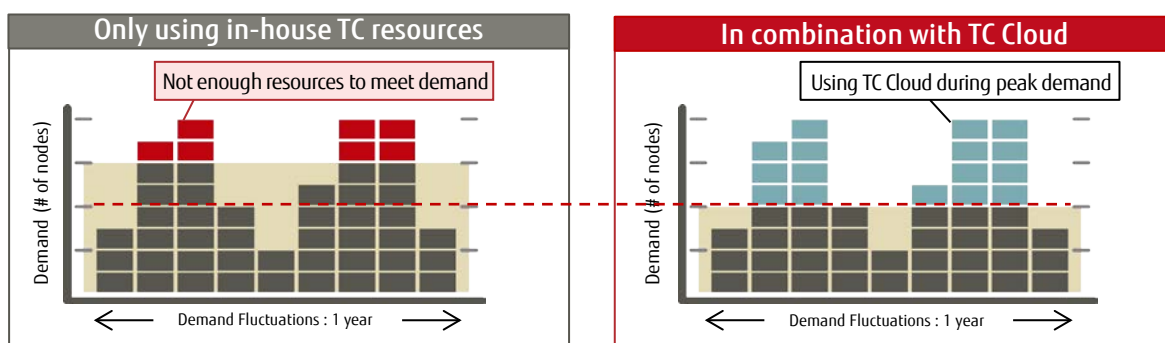 Only using in-house TC resources
Not enough resources to meet demand
Demand (# of nodes)
Demand Fluctuations : 1 year
In combination with TC Cloud
Using TC Cloud during peak demand
Demand (# of nodes)
Demand Fluctuations : 1 year